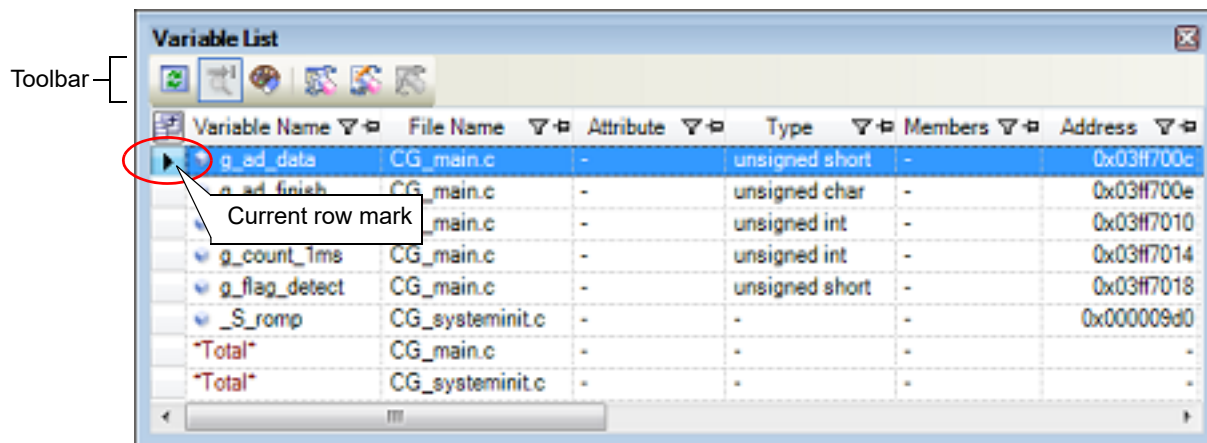 Variable List
Toolbar
Variable Name File Name Attribute Type Members Address
g_ad_data CG_main.c - unsigned short - 0x03ff700c
g_ad_finish CG_main.c - unsigned char - 0x03ff700e
Current row mark
_main.c - unsigned int - 0x03ff7010
g_count_1ms CG_main.c - unsigned int - 0x03ff7014
g_flag_detect CG_main.c - unsigned short - 0x03ff7018
_S_romp CG_systeminit.c - - - 0x000009d0
*Total* CG_main.c - - - -
*Total* CG_systeminit.c - - - -